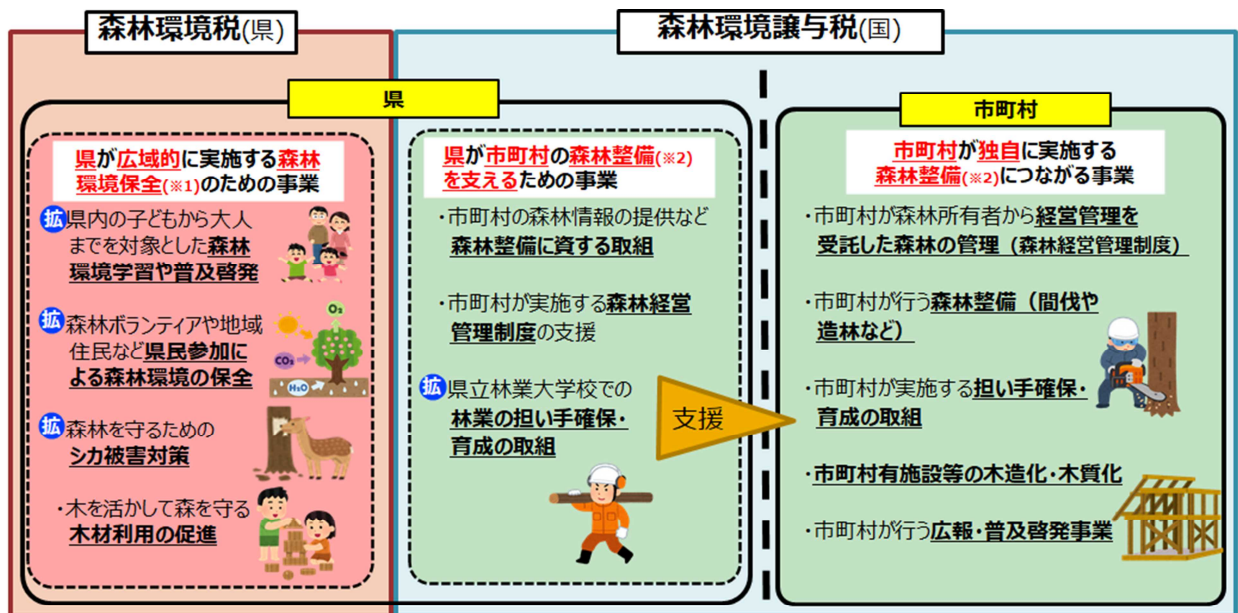 森林環境税(県)
森林環境譲与税(国)
県
市町村
県が広域的に実施する森林
環境保全(※1)のための事業
拡 県内の子どもから大人
までを対象とした森林
環境学習や普及啓発
拡 森林ボランティアや地域
住民など県民参加に
よる森林環境の保全
O₂
CO₂
H₂O
拡 森林を守るための
シカ被害対策
・木を活かして森を守る
木材利用の促進
県が市町村の森林整備(※2)
を支えるための事業
・市町村の森林情報の提供など
森林整備に資する取組
・市町村が実施する森林経営
管理制度の支援
拡 県立林業大学校での
林業の担い手確保・
育成の取組
支援
市町村が独自に実施する
森林整備(※2)につながる事業
・市町村が森林所有者から経営管理を
受託した森林の管理（森林経営管理制度）
・市町村が行う森林整備（間伐や
造林など）
・市町村が実施する担い手確保・
育成の取組
・市町村有施設等の木造化・木質化
・市町村が行う広報・普及啓発事業